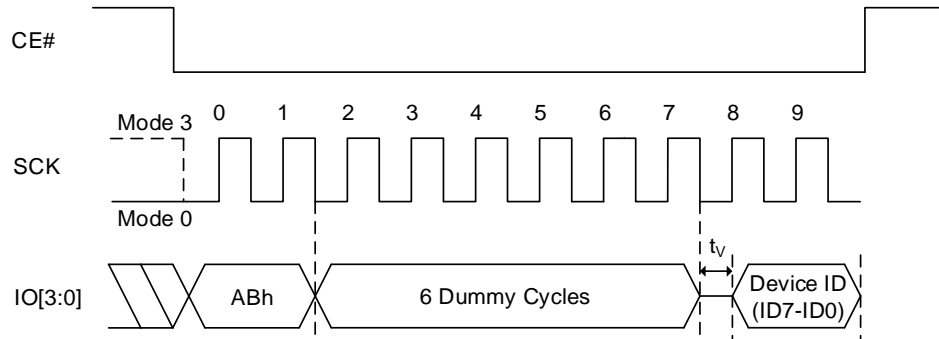 CE#
0 1 2 3 4 5 6 7 8 9
Mode 3
SCK
Mode 0
tV
IO[3:0]
ABh
6 Dummy Cycles
Device ID
(ID7-ID0)